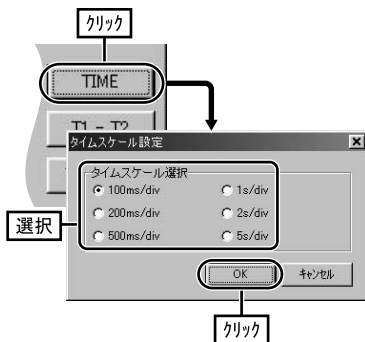 クリック
TIME
T1 - T2
タイムスケール設定
タイムスケール選択
100ms/div
1s/div
200ms/div
2s/div
500ms/div
5s/div
選択
OK
キャンセル
クリック